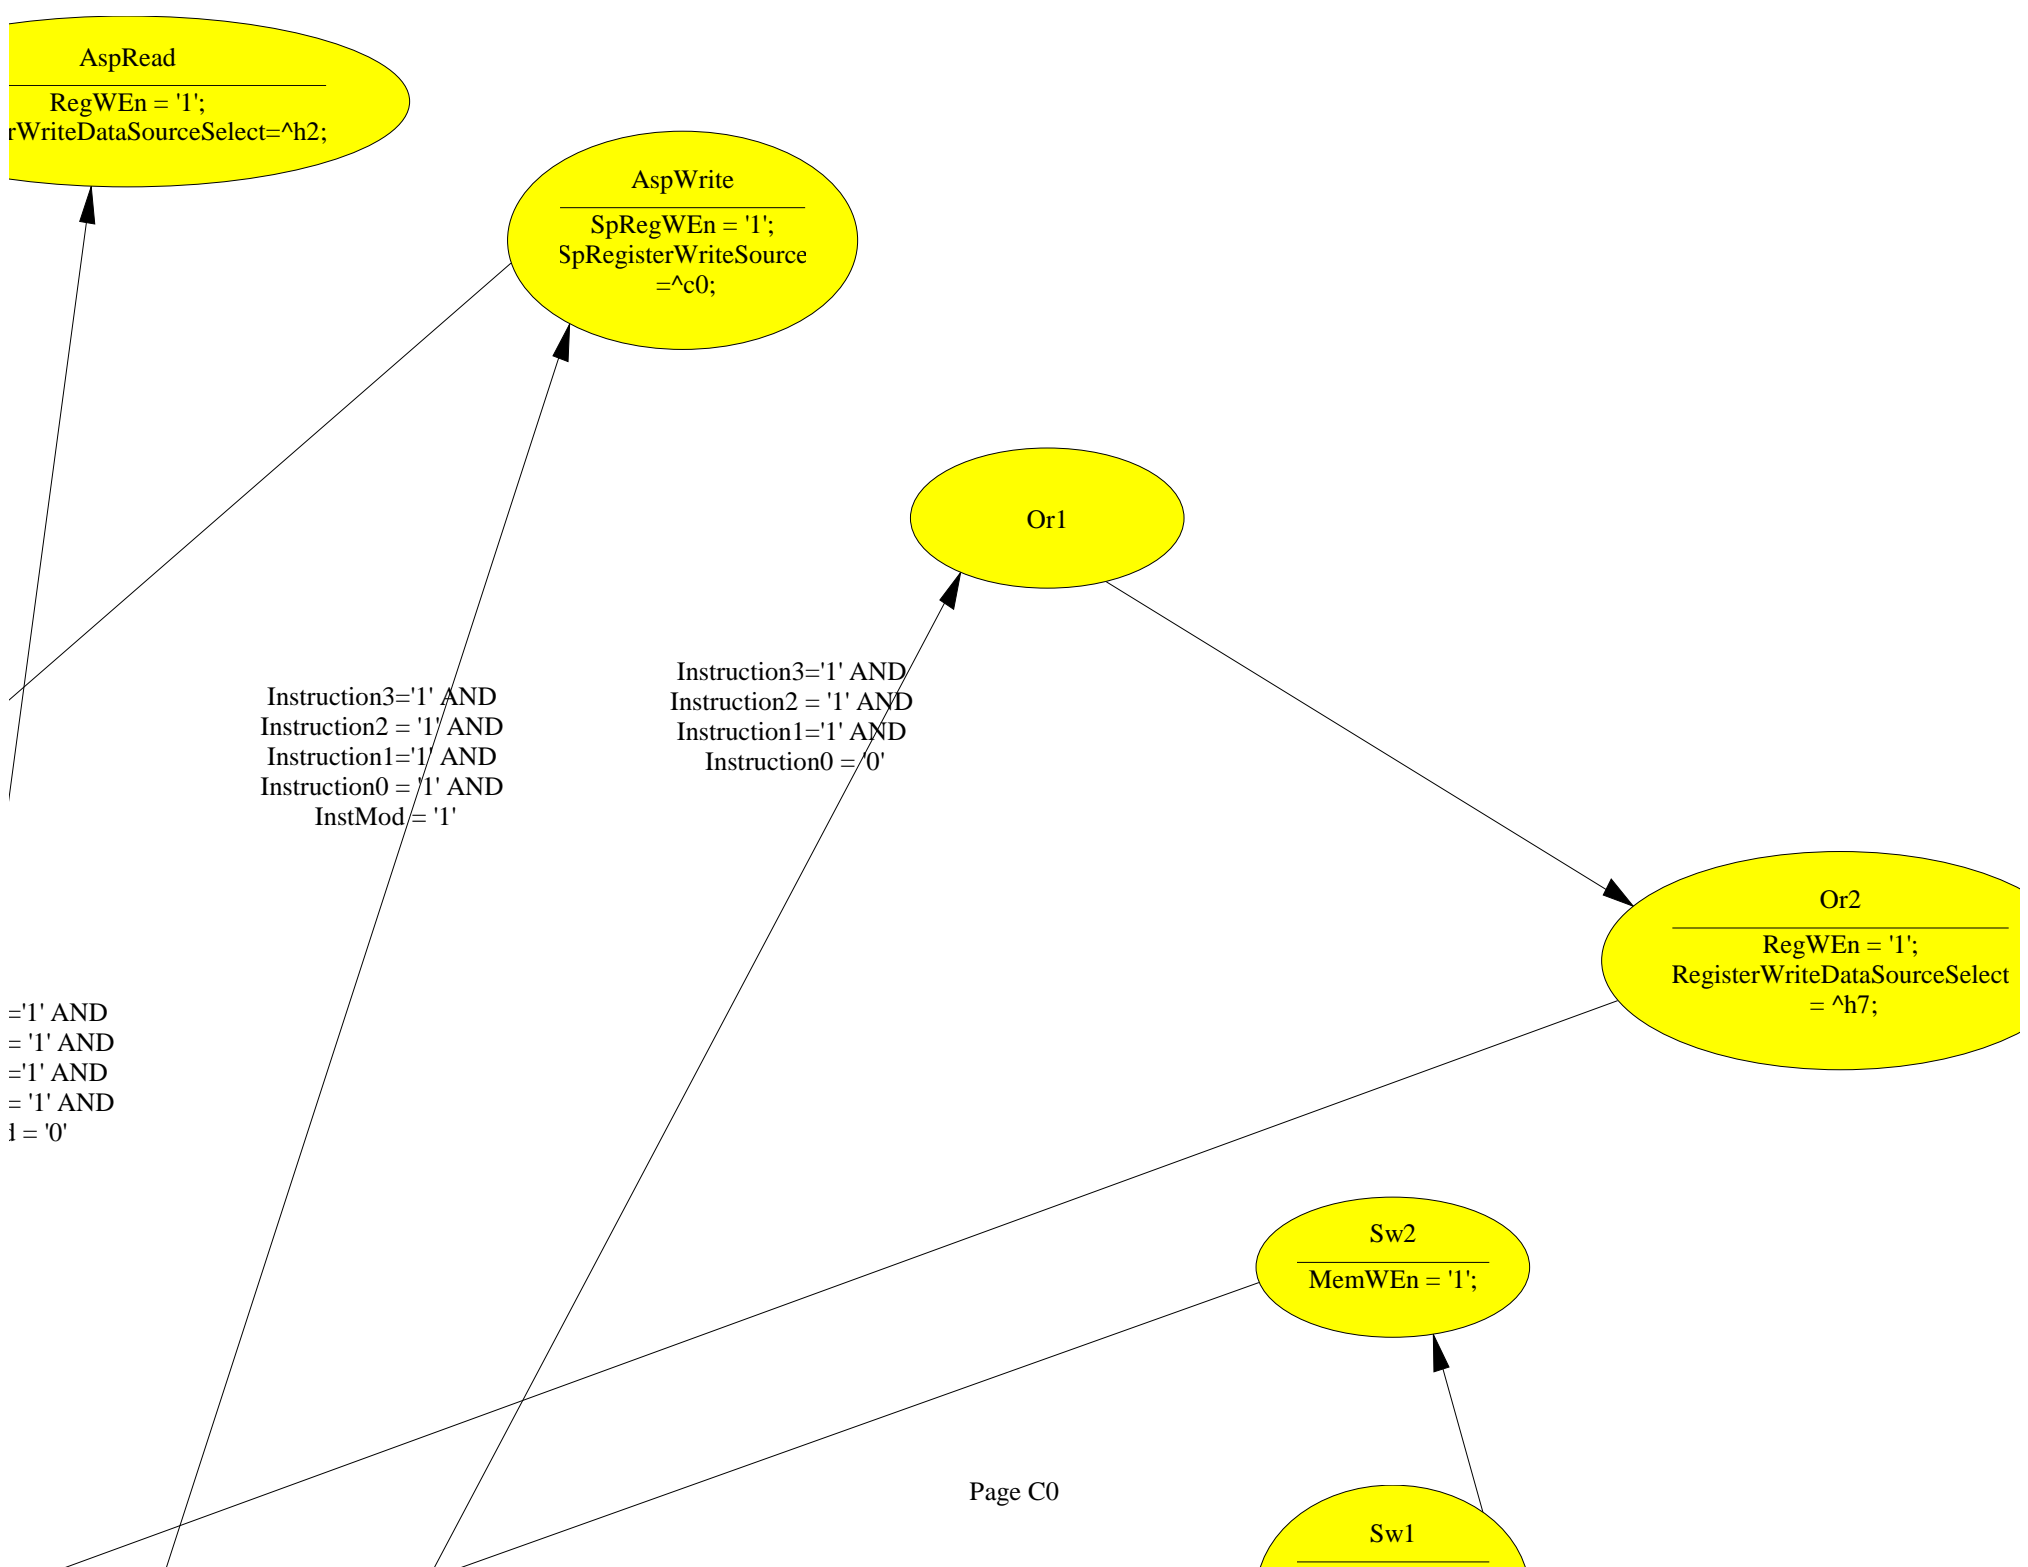 AspRead
RegWEn = '1';
rWriteDataSourceSelect=^h2;
AspWrite
SpRegWEn = '1';
SpRegisterWriteSource
=^c0;
Or1
Instruction3='1' AND
Instruction2 = '1' AND
Instruction1='1' AND
Instruction0 = '1' AND
InstMod = '1'
Instruction3='1' AND
Instruction2 = '1' AND
Instruction1='1' AND
Instruction0 = '0'
Or2
RegWEn = '1';
RegisterWriteDataSourceSelect
= ^h7;
='1' AND
= '1' AND
='1' AND
= '1' AND
d = '0'
Sw2
MemWEn = '1';
Page C0
Sw1